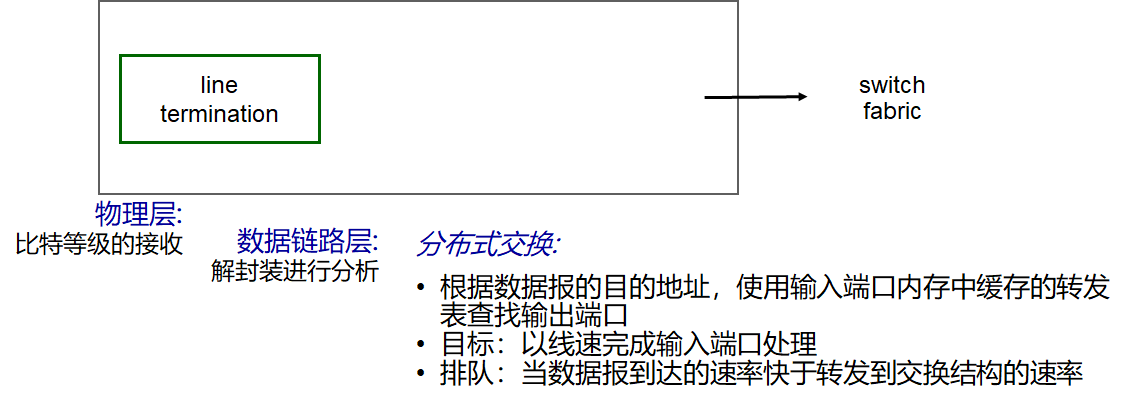 line
termination
switch
fabric
物理层:
比特等级的接收
数据链路层:
解封装进行分析
分布式交换:
• 根据数据报的目的地址，使用输入端口内存中缓存的转发
表查找输出端口
• 目标：以线速完成输入端口处理
• 排队：当数据报到达的速率快于转发到交换结构的速率